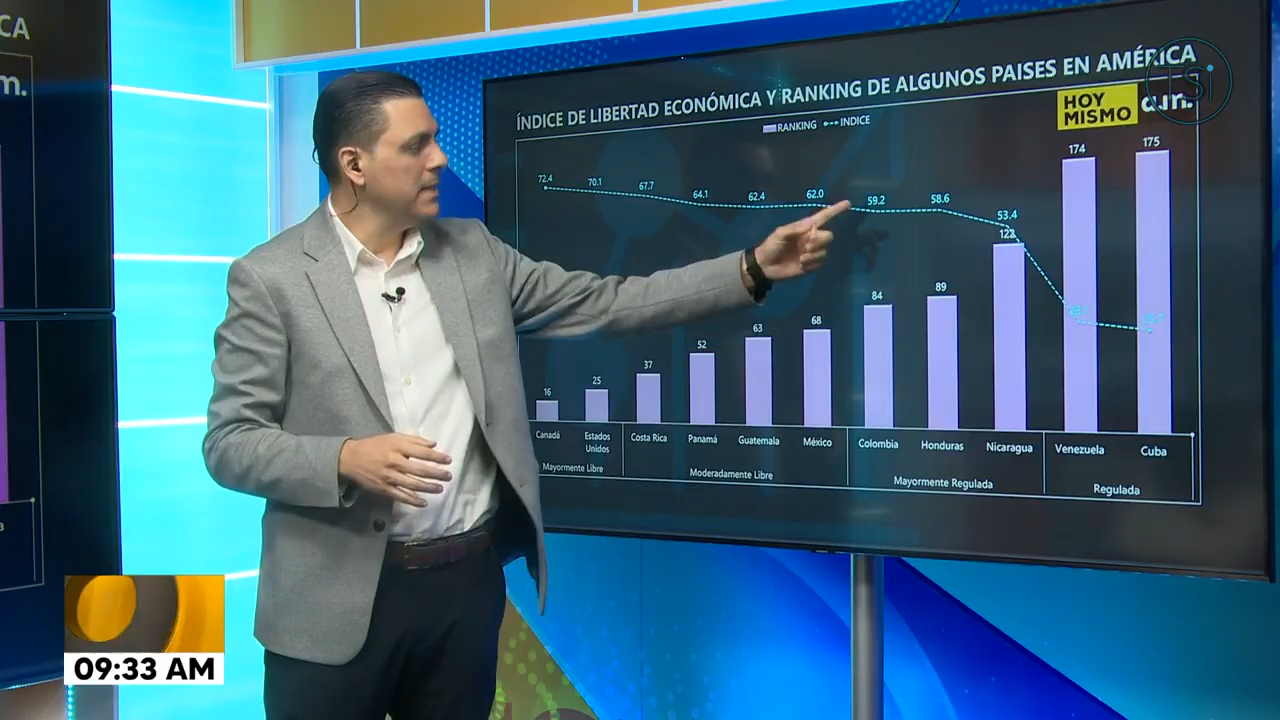 CA
m.
ÍNDICE DE LIBERTAD ECONÓMICA Y RANKING DE ALGUNOS PAISES EN AMÉRICA
TSi
HOY
MISMO
a.m.
RANKING INDICE
72.4 70.1 67.7 64.1 62.4 62.0 59.2 58.6 53.4
16 25 37 52 63 68 84 89 122 174 175
Canadá Estados Unidos Costa Rica Panamá Guatemala México Colombia Honduras Nicaragua Venezuela Cuba
Mayormente Libre Moderadamente Libre Mayormente Regulada Regulada
a
09:33 AM